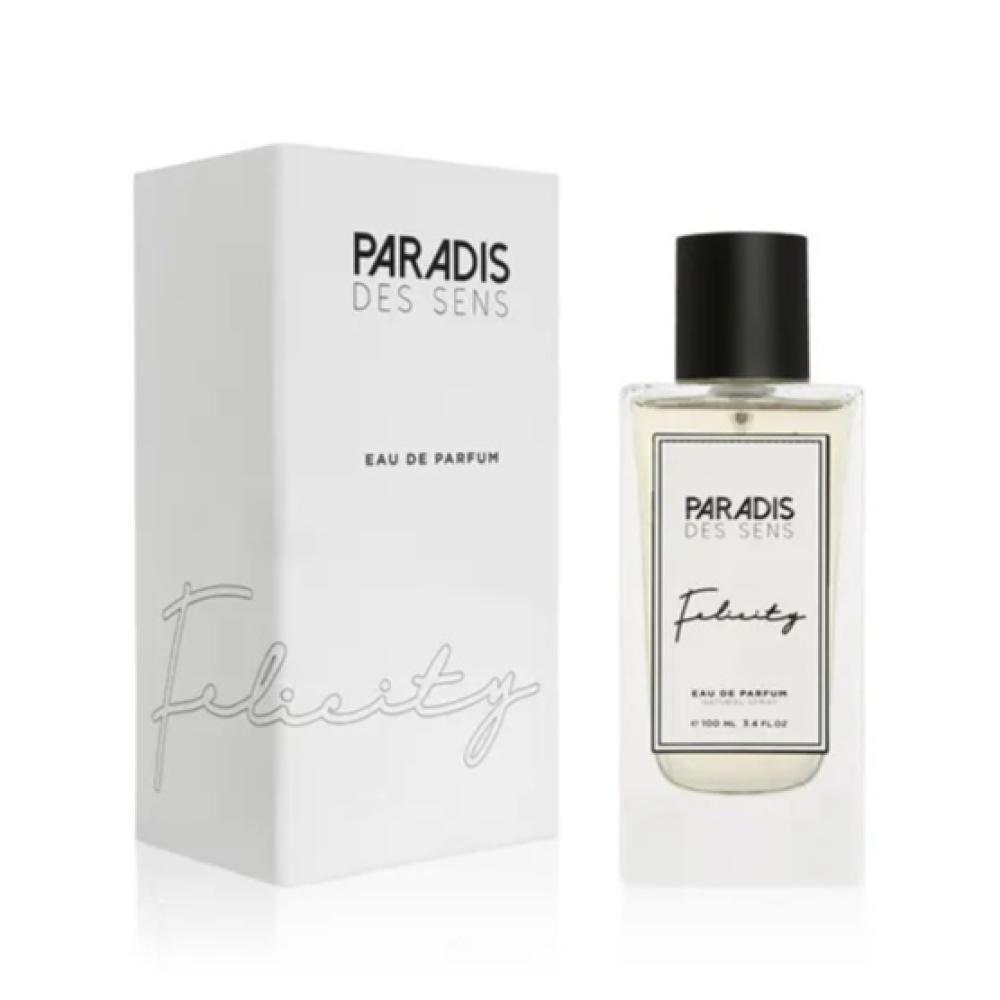 PARADIS
DES SENS
EAU DE PARFUM
Felicity
PARADIS
DES SENS
Felicity
EAU DE PARFUM
NATURAL SPRAY
e 100 ML 3.4 FL.OZ